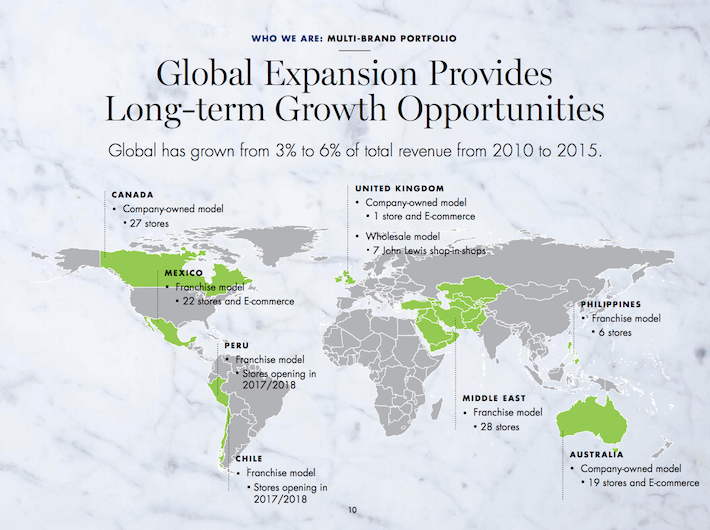 WHO WE ARE: MULTI-BRAND PORTFOLIO
Global Expansion Provides
Long-term Growth Opportunities
Global has grown from 3% to 6% of total revenue from 2010 to 2015.
CANADA
• Company-owned model
• 27 stores
UNITED KINGDOM
• Company-owned model
• 1 store and E-commerce
• Wholesale model
• 7 John Lewis shop-in-shops
MEXICO
• Franchise model
• 22 stores and E-commerce
PHILIPPINES
• Franchise model
• 6 stores
PERU
• Franchise model
• Stores opening in
2017/2018
MIDDLE EAST
• Franchise model
• 28 stores
CHILE
• Franchise model
• Stores opening in
2017/2018
AUSTRALIA
• Company-owned model
• 19 stores and E-commerce
10